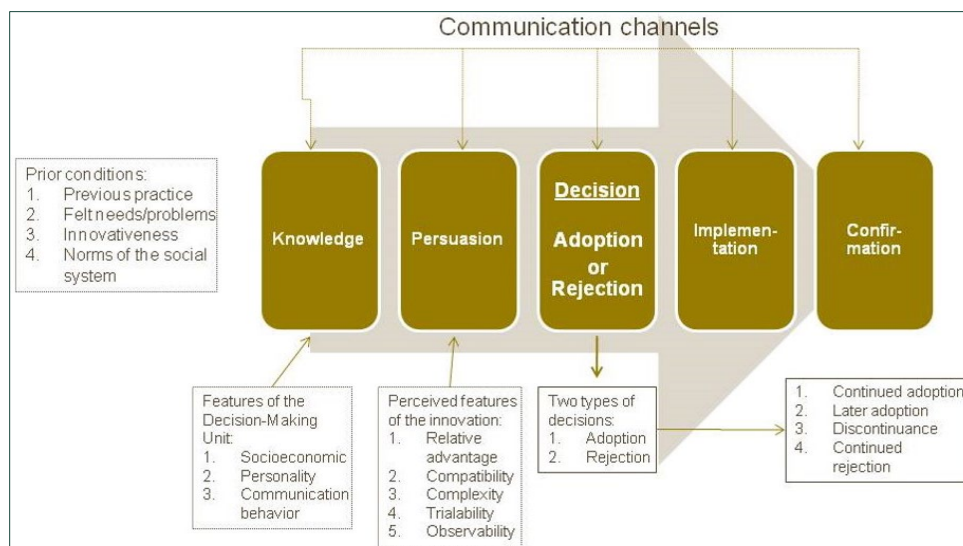 Communication channels
Prior conditions:
1. Previous practice
2. Felt needs/problems
3. Innovativeness
4. Norms of the social
system
Knowledge
Persuasion
Decision
Adoption
or
Rejection
Implemen-
tation
Confir-
mation
Features of the
Decision-Making
Unit:
1. Socioeconomic
2. Personality
3. Communication
behavior
Perceived features
of the innovation:
1. Relative
advantage
2. Compatibility
3. Complexity
4. Trialability
5. Observability
Two types of
decisions:
1. Adoption
2. Rejection
1. Continued adoption
2. Later adoption
3. Discontinuance
4. Continued
rejection